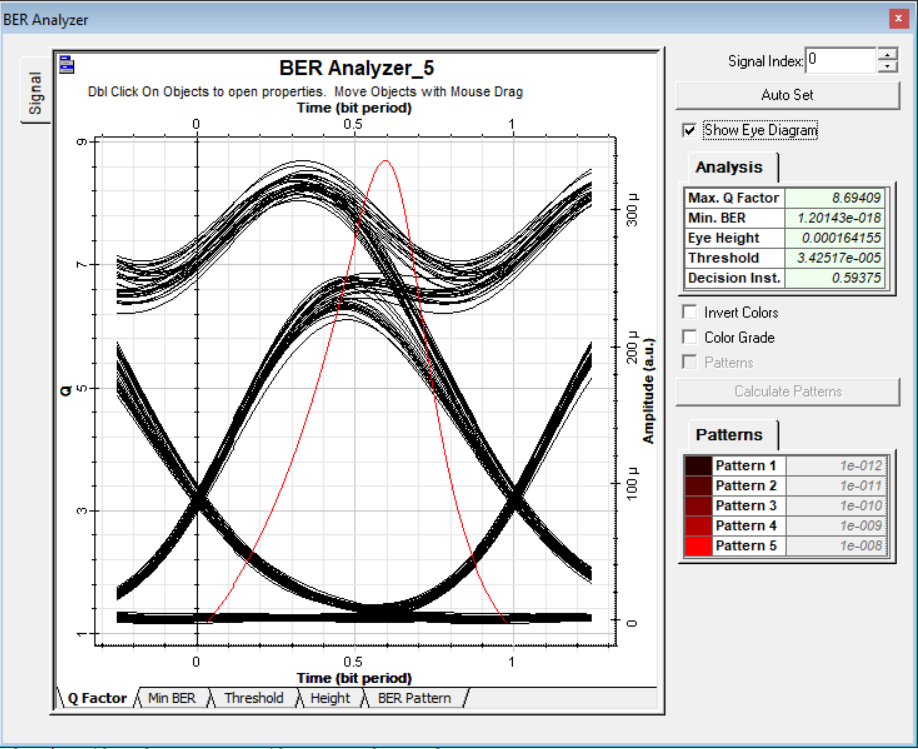 BER Analyzer
x
Signal
BER Analyzer_5
Dbl Click On Objects to open properties. Move Objects with Mouse Drag
Time (bit period)
0 0.5 1
9
7
5
3
1
Q
300 µ
200 µ
100 µ
0
Amplitude (a.u.)
0 0.5 1
Time (bit period)
Q Factor Min BER Threshold Height BER Pattern
Signal Index: 0
Auto Set
Show Eye Diagram
Analysis
Max. Q Factor 8.69409
Min. BER 1.20143e-018
Eye Height 0.000164155
Threshold 3.42517e-005
Decision Inst. 0.59375
Invert Colors
Color Grade
Patterns
Calculate Patterns
Patterns
Pattern 1 1e-012
Pattern 2 1e-011
Pattern 3 1e-010
Pattern 4 1e-009
Pattern 5 1e-008